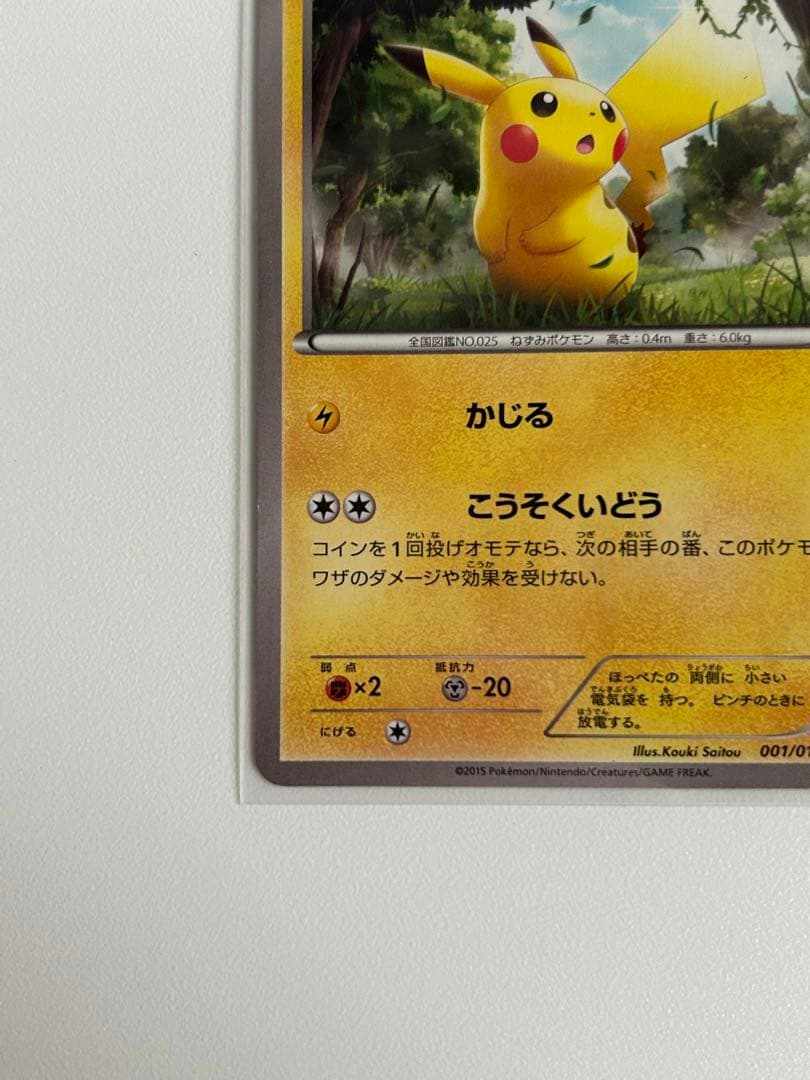 全国図鑑NO.025 ねずみポケモン 高さ:0.4m 重さ:6.0kg
かじる
こうそくいどう
コインを1回投げオモテなら、次の相手の番、このポケモ
ワザのダメージや効果を受けない。
弱点 抵抗力
×2 -20
にげる
ほっぺたの 両側に 小さい
電気袋を 持つ。 ピンチのときに
放電する。
Illus.Kouki Saitou 001/01
©2015 Pokémon/Nintendo/Creatures/GAME FREAK.